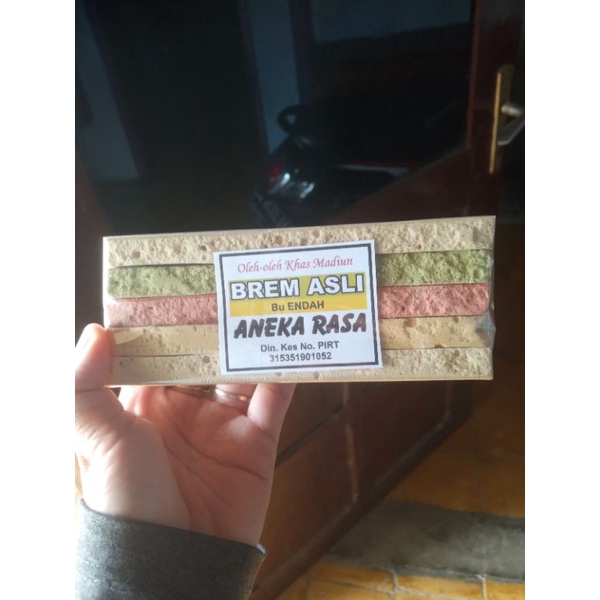 Oleh-oleh Khas Madiun
BREM ASLI
Bu ENDAH
ANEKA RASA
Din. Kes No. PIRT
315351901052